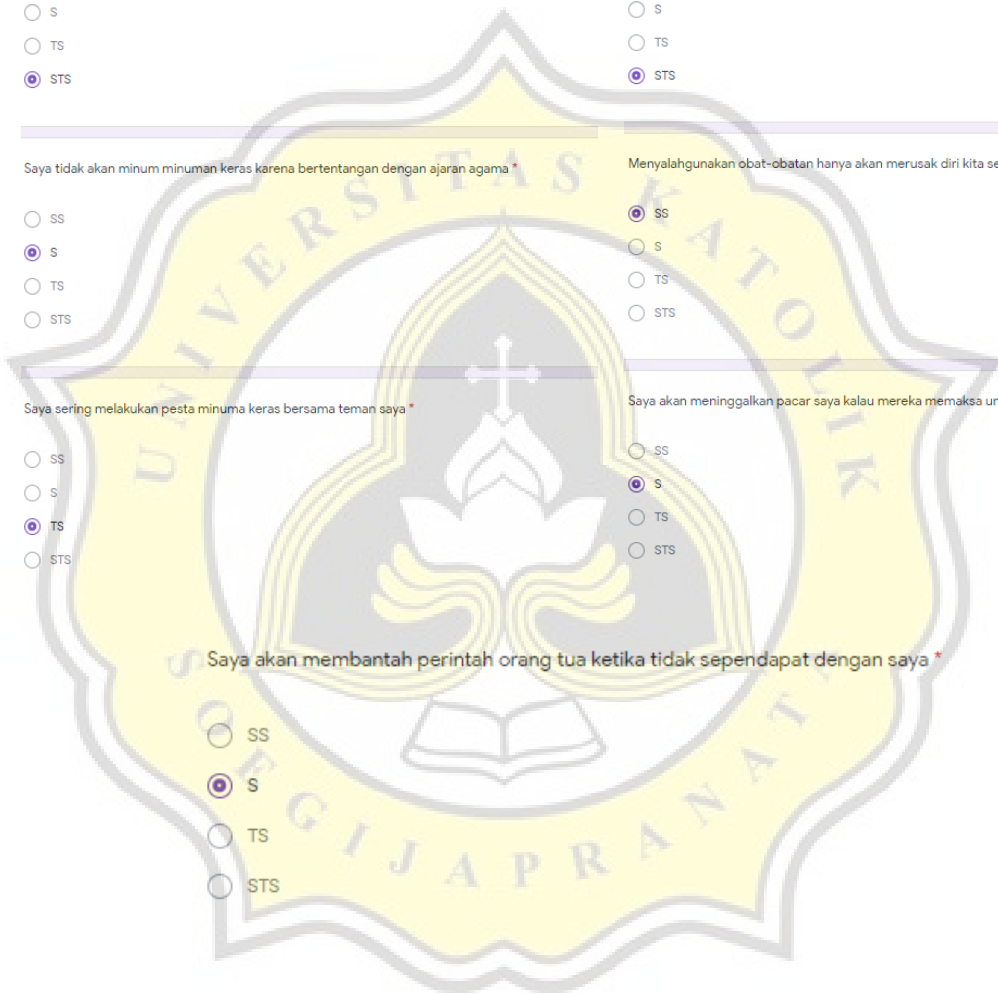 S
TS
STS
Saya tidak akan minum minuman keras karena bertentangan dengan ajaran agama *
SS
S
TS
STS
Saya sering melakukan pesta minuma keras bersama teman saya *
SS
S
TS
STS
S
TS
STS
Menyalahgunakan obat-obatan hanya akan merusak diri kita
SS
S
TS
STS
Saya akan meninggalkan pacar saya kalau mereka memaksa
SS
S
TS
STS
Saya akan membantah perintah orang tua ketika tidak sependapat dengan saya *
SS
S
TS
STS
UNIVERSITAS KATOLIK
SOEGIJAPRANATA